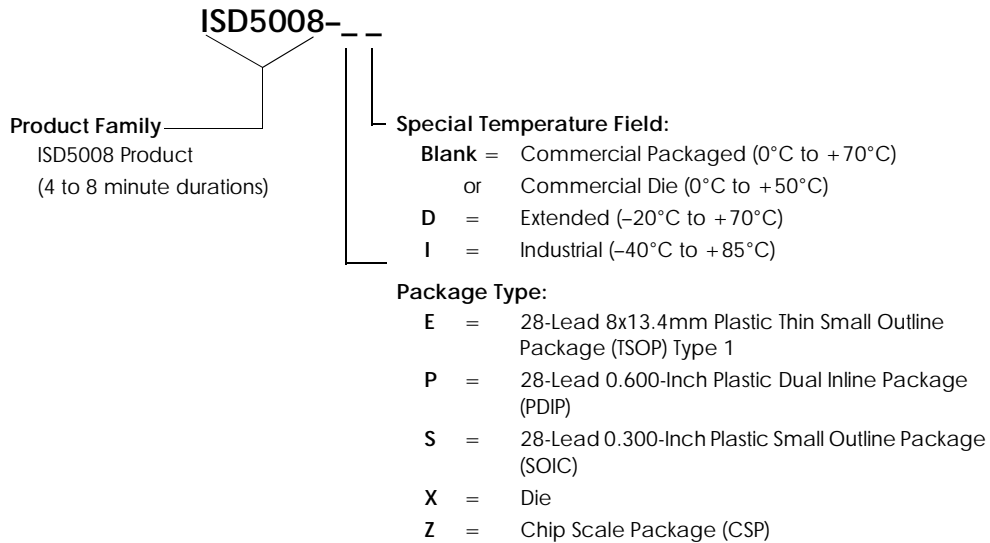 ISD5008–_ _
Product Family
ISD5008 Product
(4 to 8 minute durations)
Special Temperature Field:
Blank = Commercial Packaged (0°C to +70°C)
or Commercial Die (0°C to +50°C)
D = Extended (–20°C to +70°C)
I = Industrial (–40°C to +85°C)
Package Type:
E = 28-Lead 8x13.4mm Plastic Thin Small Outline
Package (TSOP) Type 1
P = 28-Lead 0.600-Inch Plastic Dual Inline Package
(PDIP)
S = 28-Lead 0.300-Inch Plastic Small Outline Package
(SOIC)
X = Die
Z = Chip Scale Package (CSP)